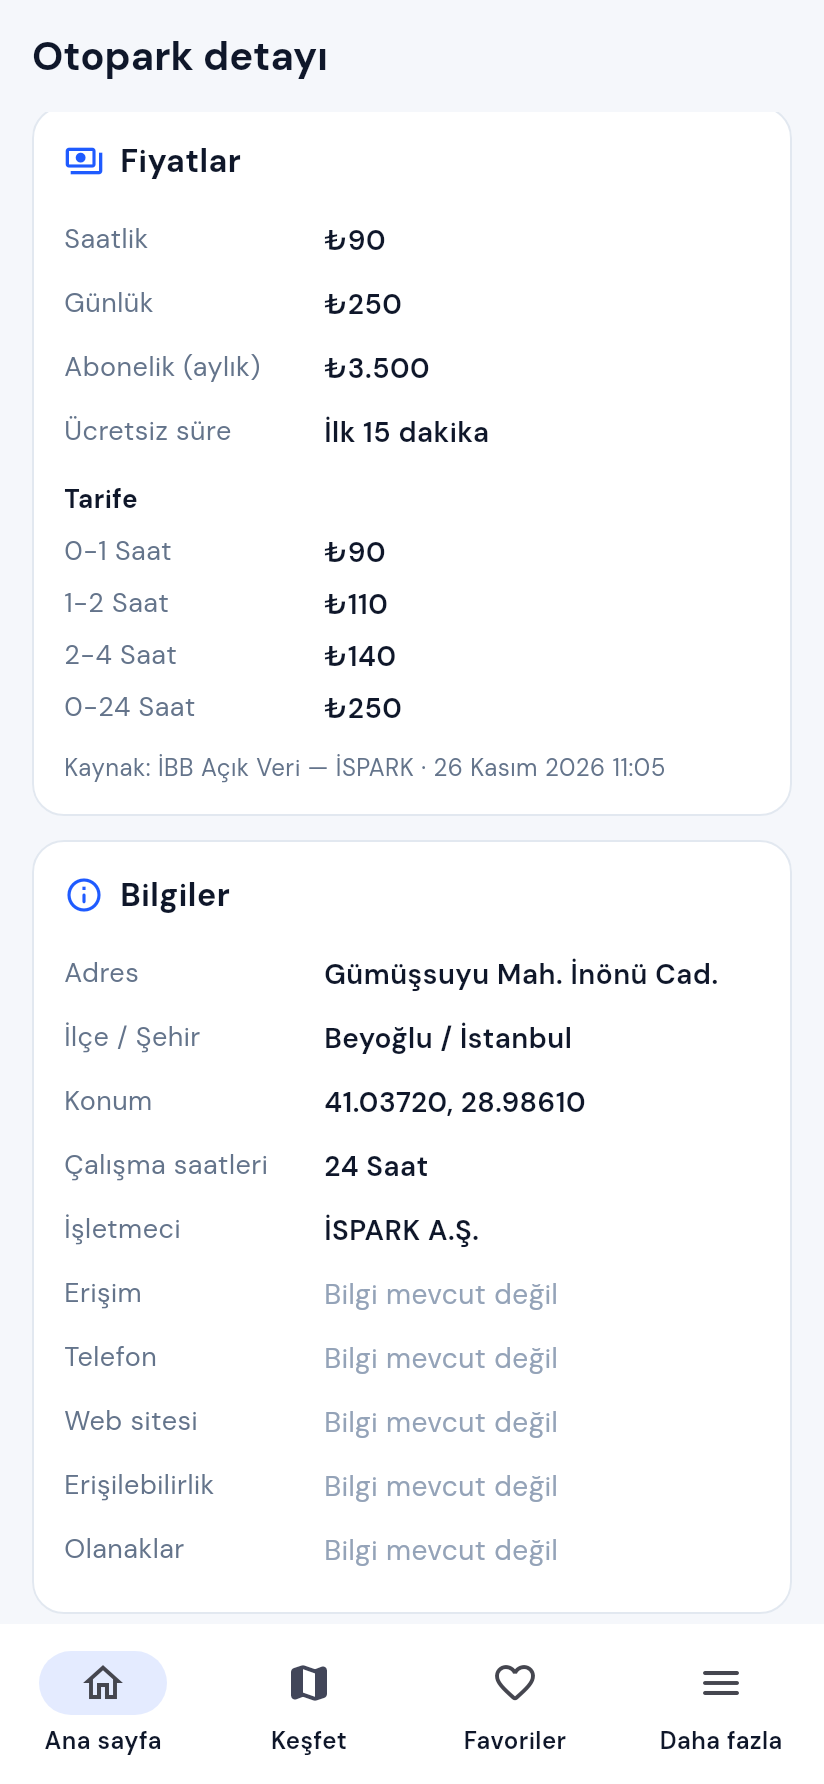 Otopark detayı
Fiyatlar
Saatlik ₺90
Günlük ₺250
Abonelik (aylık) ₺3.500
Ücretsiz süre İlk 15 dakika
Tarife
0–1 Saat ₺90
1–2 Saat ₺110
2–4 Saat ₺140
0–24 Saat ₺250
Kaynak: İBB Açık Veri — İSPARK · 26 Kasım 2026 11:05
Bilgiler
Adres Gümüşsuyu Mah. İnönü Cad.
İlçe / Şehir Beyoğlu / İstanbul
Konum 41.03720, 28.98610
Çalışma saatleri 24 Saat
İşletmeci İSPARK A.Ş.
Erişim Bilgi mevcut değil
Telefon Bilgi mevcut değil
Web sitesi Bilgi mevcut değil
Erişilebilirlik Bilgi mevcut değil
Olanaklar Bilgi mevcut değil
Ana sayfa Keşfet Favoriler Daha fazla